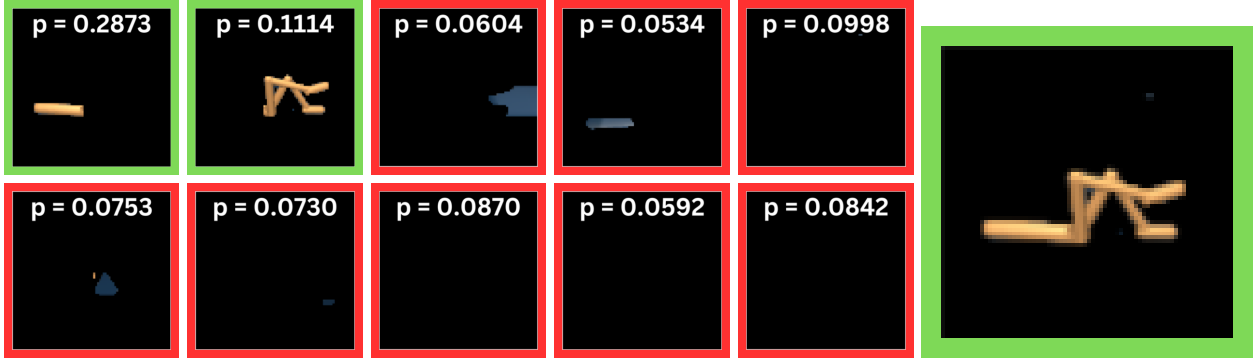 p = 0.2873
p = 0.1114
p = 0.0604
p = 0.0534
p = 0.0998
p = 0.0753
p = 0.0730
p = 0.0870
p = 0.0592
p = 0.0842